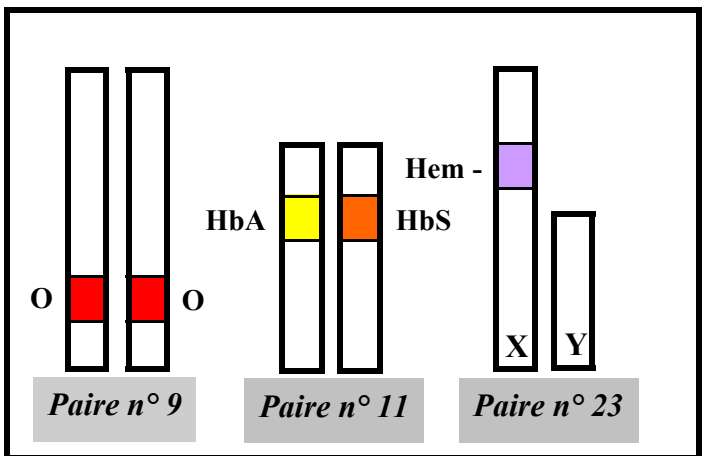 Hem -
HbA HbS
O O
X Y
Paire n° 9 Paire n° 11 Paire n° 23